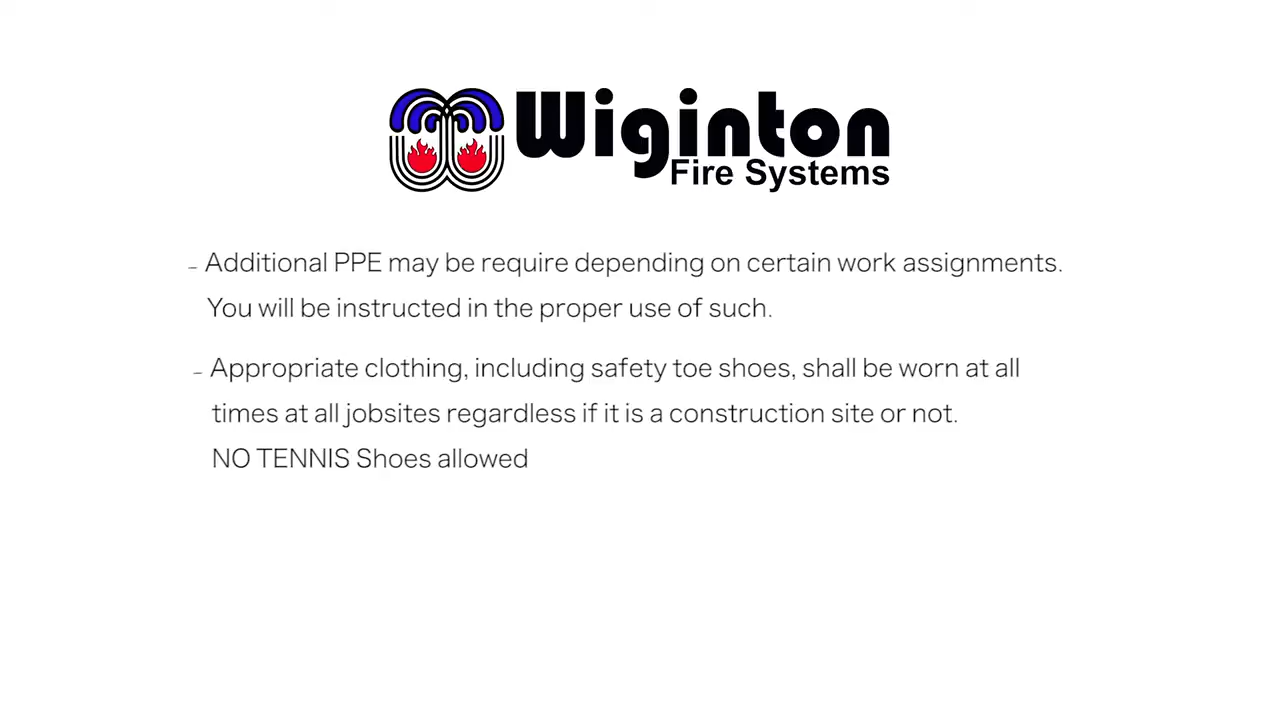 Wiginton
Fire Systems
– Additional PPE may be require depending on certain work assignments.
You will be instructed in the proper use of such.
– Appropriate clothing, including safety toe shoes, shall be worn at all
times at all jobsites regardless if it is a construction site or not.
NO TENNIS Shoes allowed